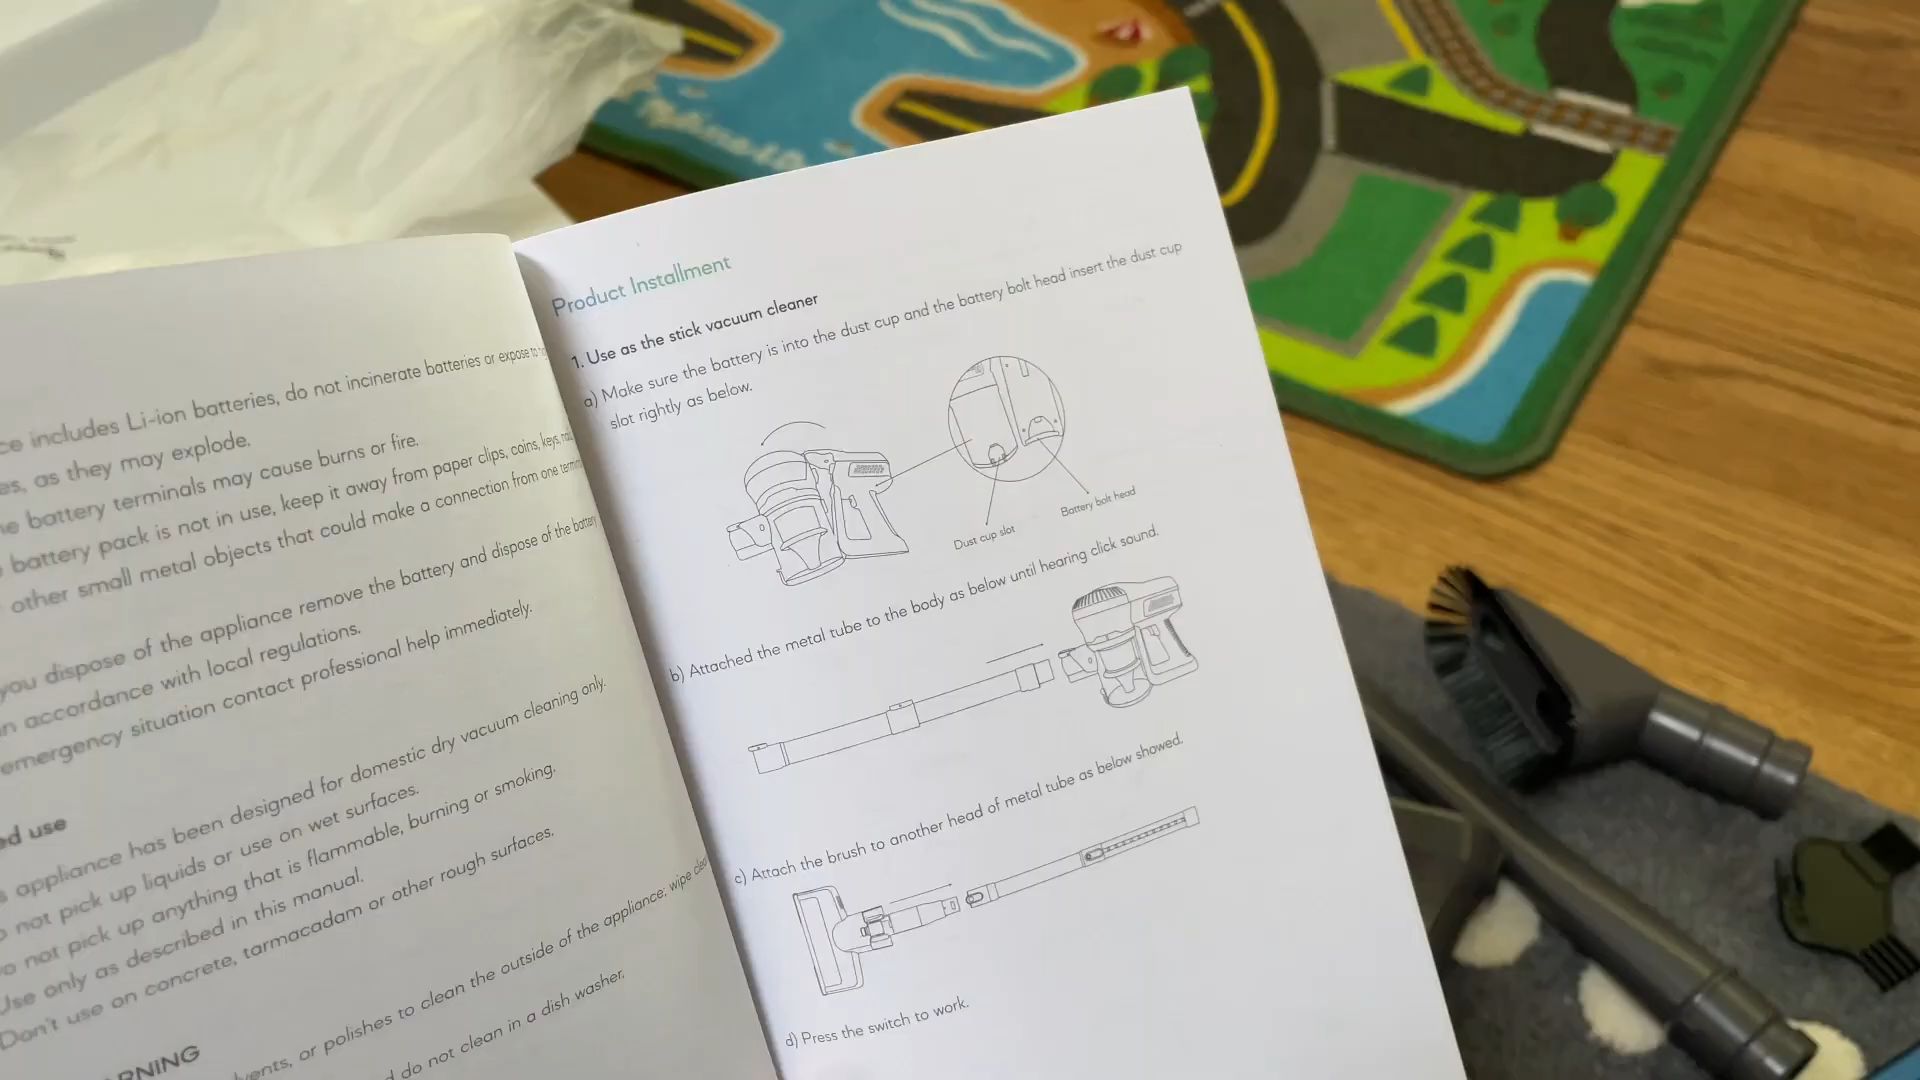 ce includes Li-ion batteries, do not incinerate batteries or expose to
es, as they may explode.
e battery terminals may cause burns or fire.
battery pack is not in use, keep it away from paper clips, coins, keys,
other small metal objects that could make a connection from one
you dispose of the appliance remove the battery and dispose of the battery
n accordance with local regulations.
emergency situation contact professional help immediately.
ed use
s appliance has been designed for domestic dry vacuum cleaning only.
o not pick up liquids or use on wet surfaces.
o not pick up anything that is flammable, burning or smoking.
Use only as described in this manual.
Don't use on concrete, tarmacadam or other rough surfaces.
RNING
vents, or polishes to clean the outside of the appliance: wipe
d do not clean in a dish washer.
Product Installment
1. Use as the stick vacuum cleaner
a) Make sure the battery is into the dust cup and the battery bolt head insert the dust cup
slot rightly as below.
Dust cup slot
Battery bolt head
b) Attached the metal tube to the body as below until hearing click sound.
c) Attach the brush to another head of metal tube as below showed.
d) Press the switch to work.